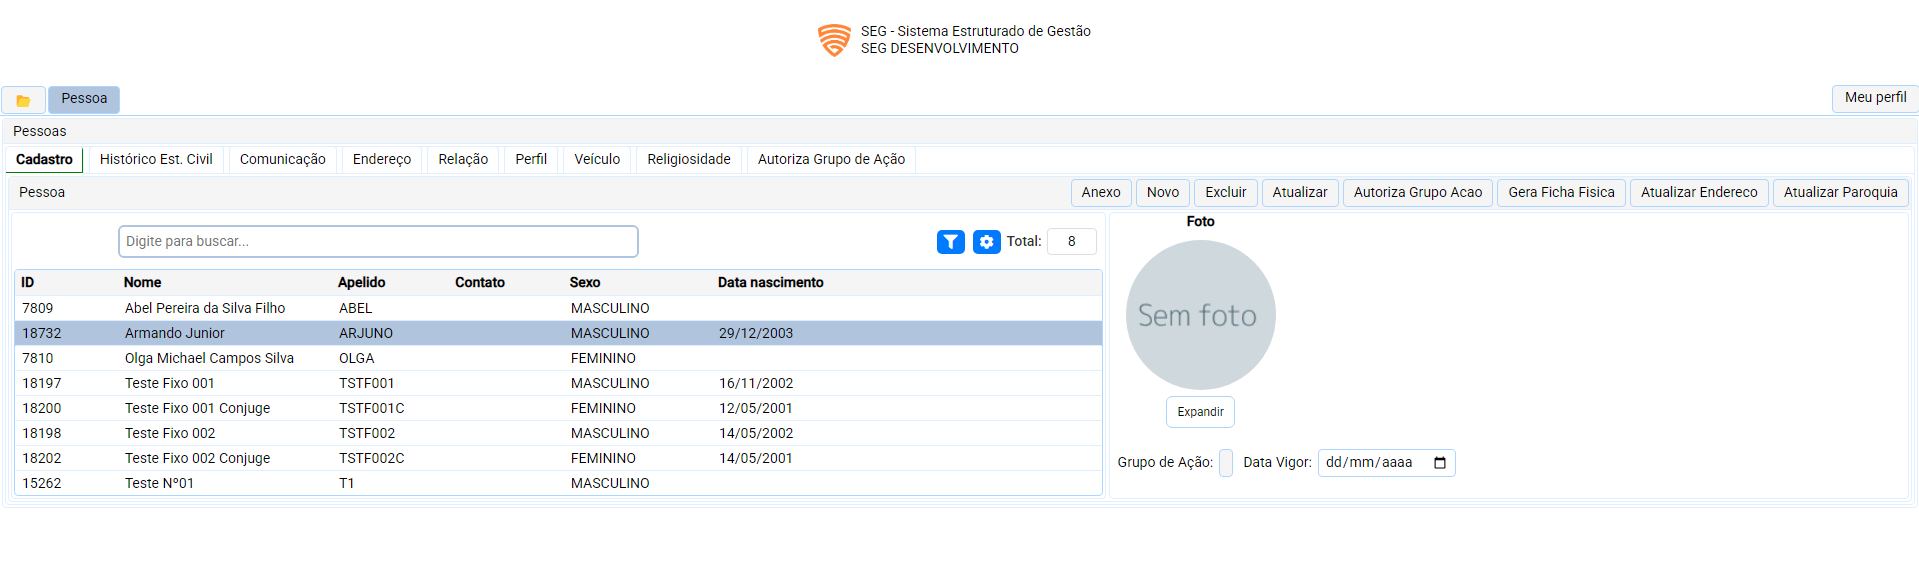 SEG - Sistema Estruturado de Gestão
SEG DESENVOLVIMENTO
Pessoa Meu perfil
Pessoas
Cadastro Histórico Est. Civil Comunicação Endereço Relação Perfil Veículo Religiosidade Autoriza Grupo de Ação
Pessoa Anexo Novo Excluir Atualizar Autoriza Grupo Acao Gera Ficha Fisica Atualizar Endereco Atualizar Paroquia
Digite para buscar... Total: 8
ID Nome Apelido Contato Sexo Data nascimento
7809 Abel Pereira da Silva Filho ABEL MASCULINO
18732 Armando Junior ARJUNO MASCULINO 29/12/2003
7810 Olga Michael Campos Silva OLGA FEMININO
18197 Teste Fixo 001 TSTF001 MASCULINO 16/11/2002
18200 Teste Fixo 001 Conjuge TSTF001C FEMININO 12/05/2001
18198 Teste Fixo 002 TSTF002 MASCULINO 14/05/2002
18202 Teste Fixo 002 Conjuge TSTF002C FEMININO 14/05/2001
15262 Teste Nº01 T1 MASCULINO
Foto
Sem foto
Expandir
Grupo de Ação: Data Vigor: dd/mm/aaaa